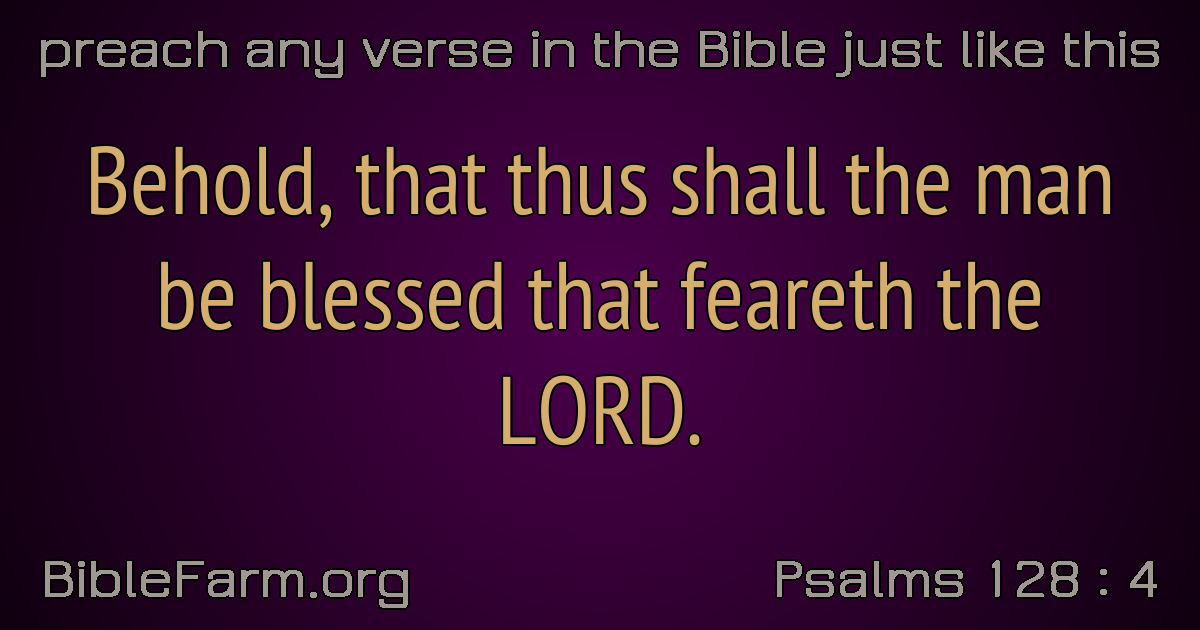 preach any verse in the Bible just like this
Behold, that thus shall the man
be blessed that feareth the
LORD.
BibleFarm.org
Psalms 128 : 4